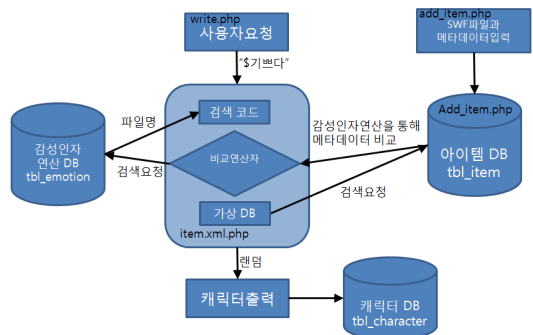 write.php
사용자요청
add_item.php
SWF파일과
메타데이터입력
“$기쁘다”
파일명
검색 코드
감성인자연산을 통해
메타데이터 비교
Add_item.php
아이템 DB
tbl_item
감성인자
연산 DB
tbl_emotion
비교연산자
검색요청
검색요청
가상 DB
item.xml.php
랜덤
캐릭터출력
캐릭터 DB
tbl_character